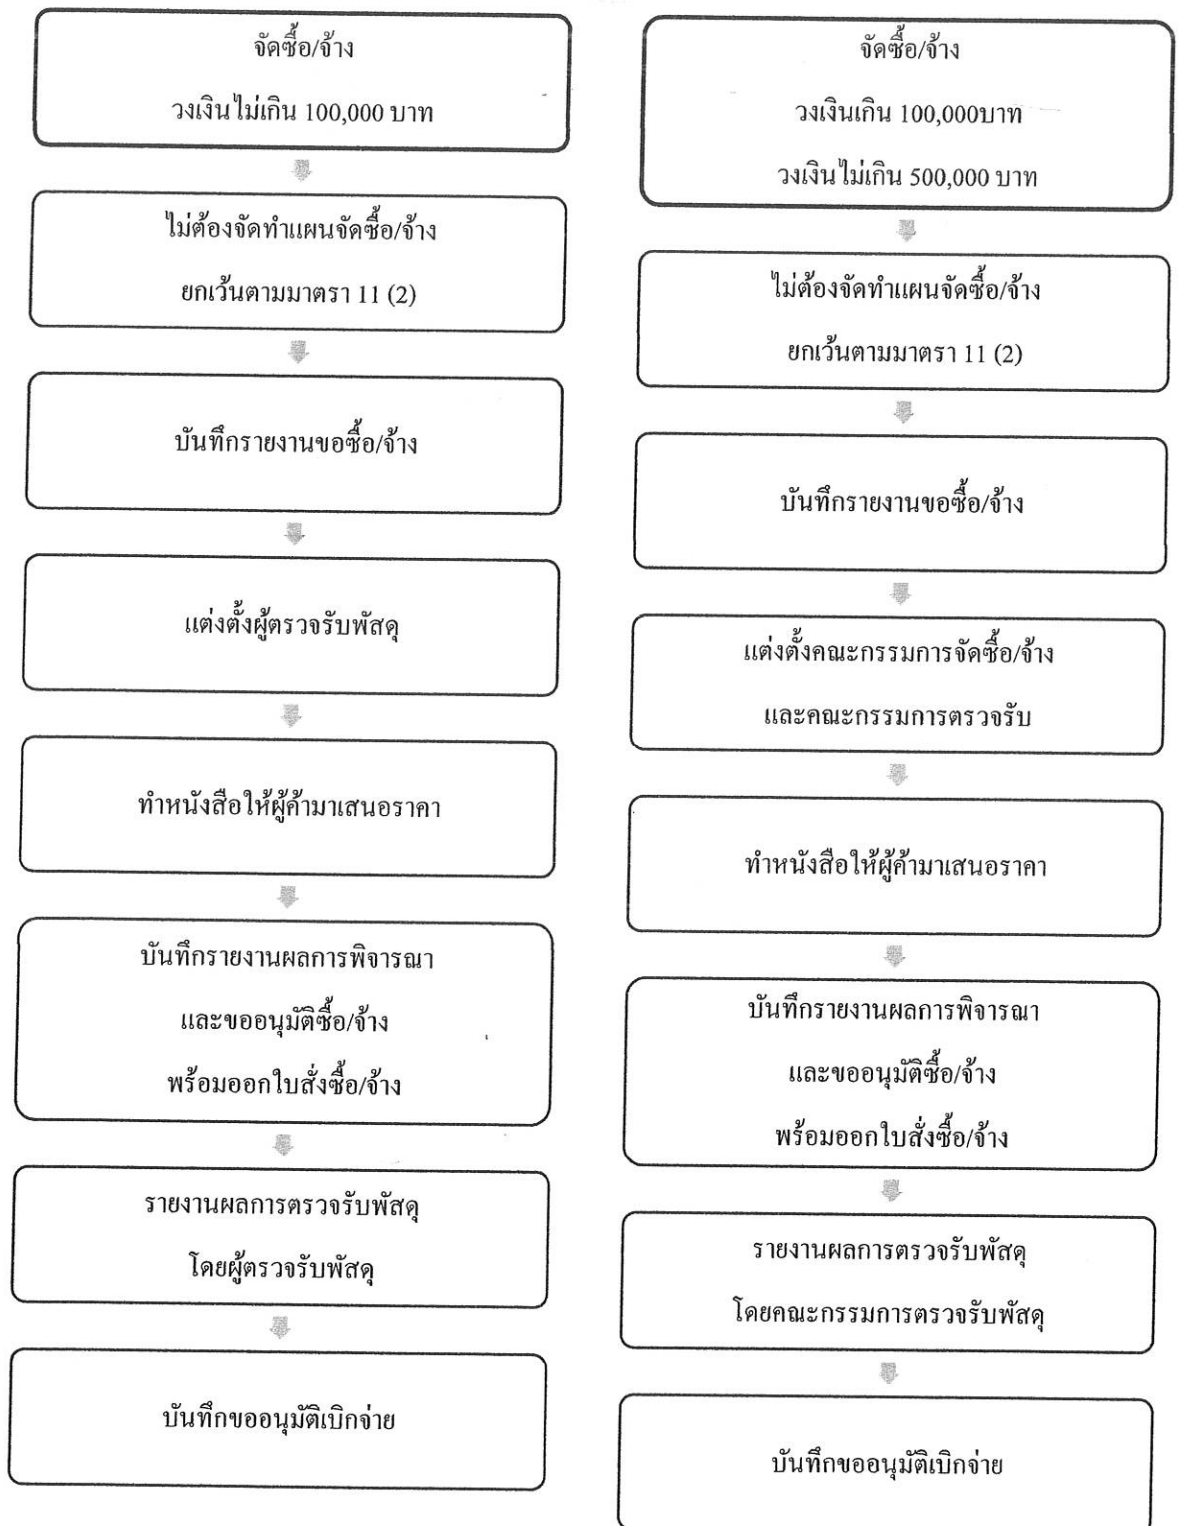 จัดซื้อ/จ้าง
วงเงินไม่เกิน 100,000 บาท
ไม่ต้องจัดทำแผนจัดซื้อ/จ้าง
ยกเว้นตามมาตรา 11 (2)
บันทึกรายงานขอซื้อ/จ้าง
แต่งตั้งผู้ตรวจรับพัสดุ
ทำหนังสือให้ผู้ค้ามาเสนอราคา
บันทึกรายงานผลการพิจารณา
และขออนุมัติซื้อ/จ้าง
พร้อมออกใบสั่งซื้อ/จ้าง
รายงานผลการตรวจรับพัสดุ
โดยผู้ตรวจรับพัสดุ
บันทึกขออนุมัติเบิกจ่าย
จัดซื้อ/จ้าง
วงเงินเกิน 100,000บาท
วงเงินไม่เกิน 500,000 บาท
ไม่ต้องจัดทำแผนจัดซื้อ/จ้าง
ยกเว้นตามมาตรา 11 (2)
บันทึกรายงานขอซื้อ/จ้าง
แต่งตั้งคณะกรรมการจัดซื้อ/จ้าง
และคณะกรรมการตรวจรับ
ทำหนังสือให้ผู้ค้ามาเสนอราคา
บันทึกรายงานผลการพิจารณา
และขออนุมัติซื้อ/จ้าง
พร้อมออกใบสั่งซื้อ/จ้าง
รายงานผลการตรวจรับพัสดุ
โดยคณะกรรมการตรวจรับพัสดุ
บันทึกขออนุมัติเบิกจ่าย